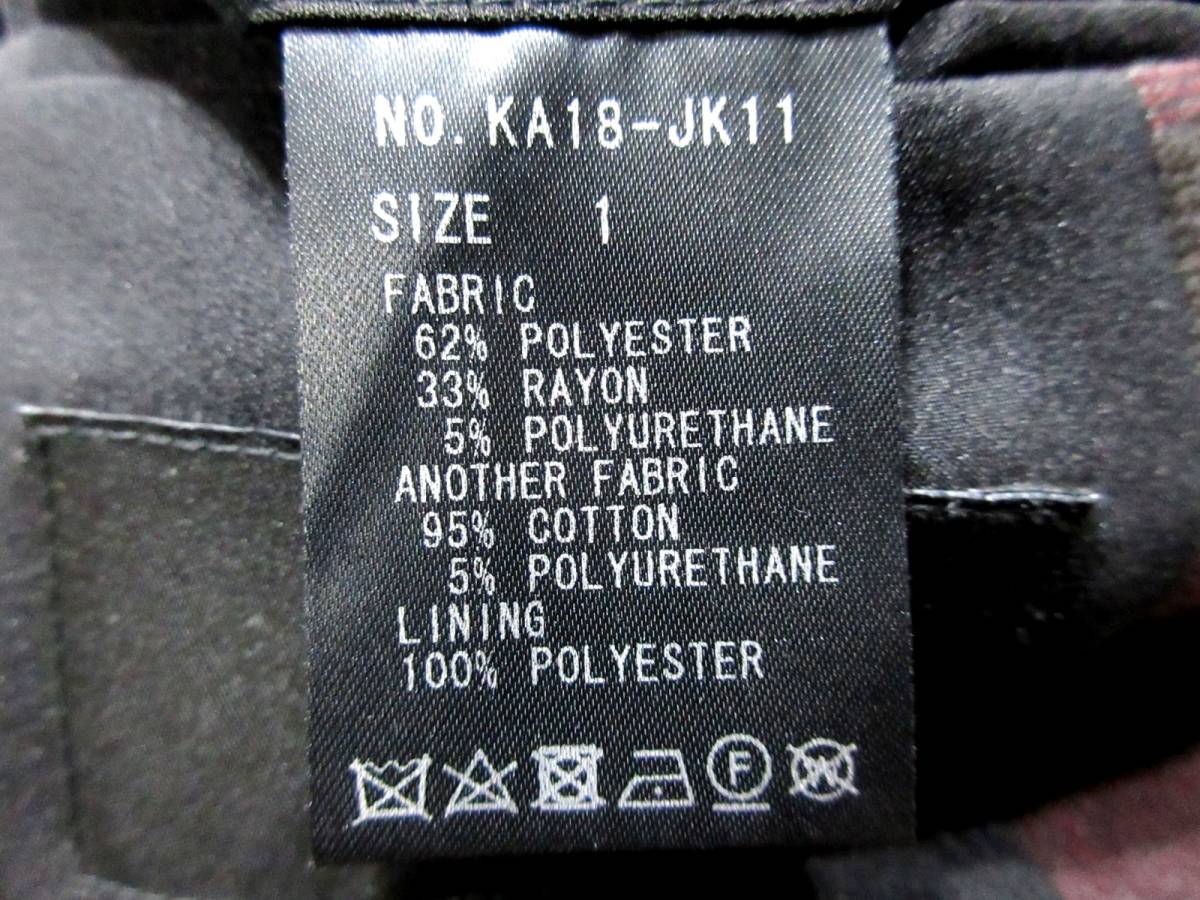 NO. KA18-JK11
SIZE 1
FABRIC
62% POLYESTER
33% RAYON
5% POLYURETHANE
ANOTHER FABRIC
95% COTTON
5% POLYURETHANE
LINING
100% POLYESTER
F W